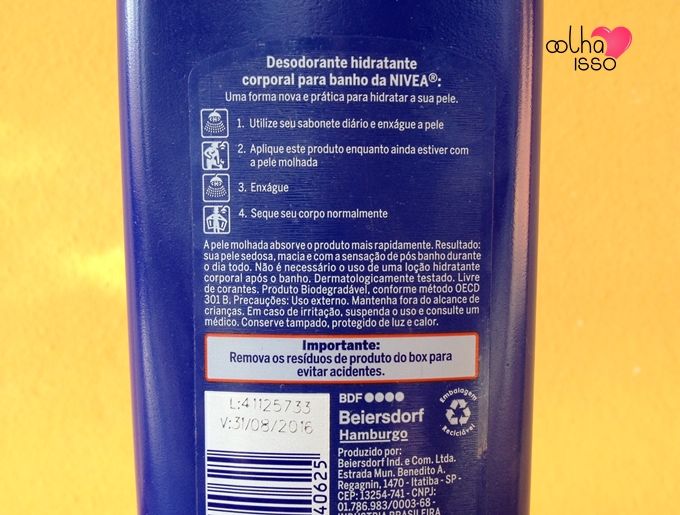 oolha
isso
Desodorante hidratante
corporal para banho da NIVEA®:
Uma forma nova e prática para hidratar a sua pele.
1. Utilize seu sabonete diário e enxágue a pele
2. Aplique este produto enquanto ainda estiver com
a pele molhada
3. Enxágue
4. Seque seu corpo normalmente
A pele molhada absorve o produto mais rapidamente. Resultado:
sua pele sedosa, macia e com a sensação de pós banho durante
o dia todo. Não é necessário o uso de uma loção hidratante
corporal após o banho. Dermatologicamente testado. Livre
de corantes. Produto Biodegradável, conforme método OECD
301 B. Precauções: Uso externo. Mantenha fora do alcance de
crianças. Em caso de irritação, suspenda o uso e consulte um
médico. Conserve tampado, protegido de luz e calor.
Importante:
Remova os resíduos de produto do box para
evitar acidentes.
L:41125733
V:31/08/2016
BDF
Beiersdorf
Hamburgo
Embalagem
Reciclável
Produzido por:
Beiersdorf Ind. e Com. Ltda.
Estrada Mun. Benedito A.
Regagnin, 1470 - Itatiba - SP -
CEP: 13254-741 - CNPJ:
01.786.983/0003-68 -
INDÚSTRIA BRASILEIRA
40625